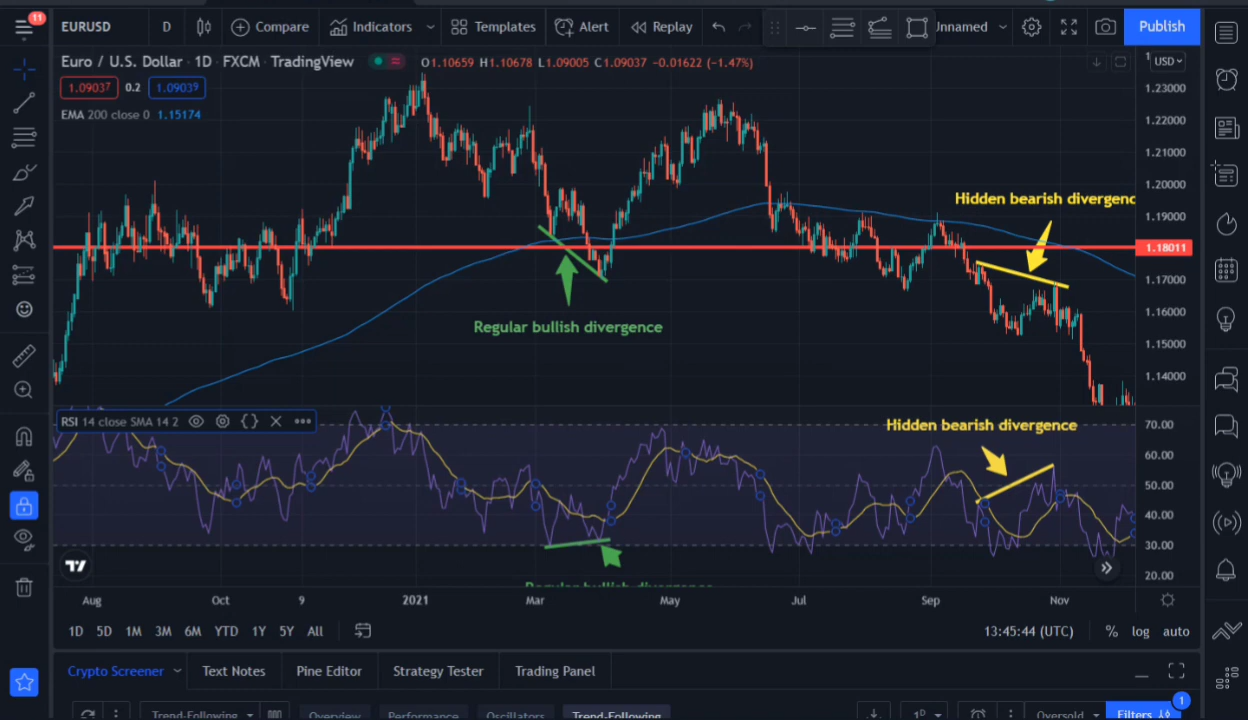 11
EURUSD D Compare Indicators Templates Alert Replay Unnamed Publish
Euro / U.S. Dollar · 1D · FXCM · TradingView O1.10659 H1.10678 L1.09005 C1.09037 -0.01622 (-1.47%)
USD
1.09037 0.2 1.09039
EMA 200 close 0 1.15174
1.23000
1.22000
1.21000
1.20000
Hidden bearish divergenc
1.19000
1.18011
1.17000
1.16000
Regular bullish divergence
1.15000
1.14000
RSI 14 close SMA 14 2
Hidden bearish divergence
70.00
60.00
50.00
40.00
30.00
20.00
Regular bullish divergence
Aug Oct 9 2021 Mar May Jul Sep Nov
1D 5D 1M 3M 6M YTD 1Y 5Y All 13:45:44 (UTC) % log auto
Crypto Screener Text Notes Pine Editor Strategy Tester Trading Panel
1
Trend-Following Overview Performance Oscillators Trend-Following 1D Oversold Filters